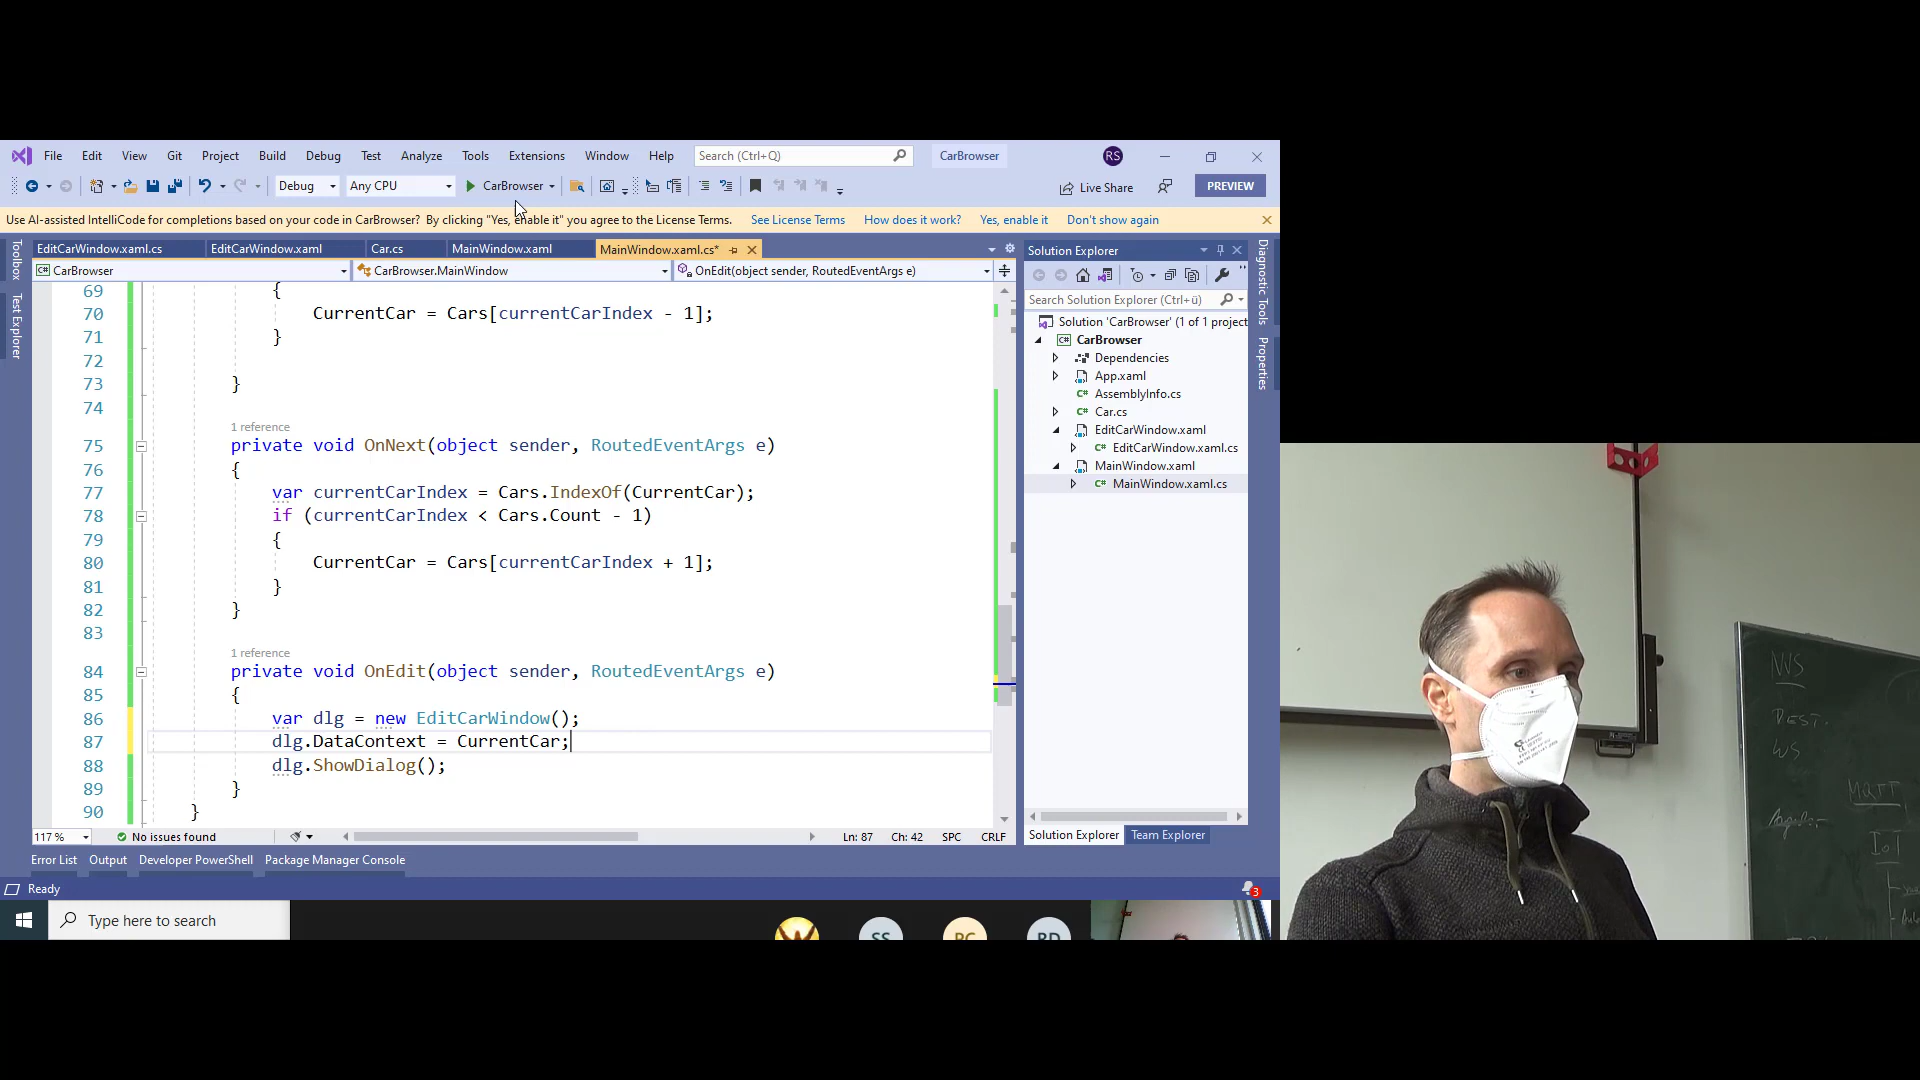 File Edit View Git Project Build Debug Test Analyze Tools Extensions Window Help Search (Ctrl+Q) CarBrowser RS
Debug Any CPU CarBrowser Live Share PREVIEW
Use AI-assisted IntelliCode for completions based on your code in CarBrowser? By clicking "Yes, enable it" you agree to the License Terms. See License Terms How does it work? Yes, enable it Don't show again
EditCarWindow.xaml.cs EditCarWindow.xaml Car.cs MainWindow.xaml MainWindow.xaml.cs*
CarBrowser CarBrowser.MainWindow OnEdit(object sender, RoutedEventArgs e)
Toolbox
Test Explorer
69 {
70 CurrentCar = Cars[currentCarIndex - 1];
71 }
72
73 }
74
1 reference
75 private void OnNext(object sender, RoutedEventArgs e)
76 {
77 var currentCarIndex = Cars.IndexOf(CurrentCar);
78 if (currentCarIndex < Cars.Count - 1)
79 {
80 CurrentCar = Cars[currentCarIndex + 1];
81 }
82 }
83
1 reference
84 private void OnEdit(object sender, RoutedEventArgs e)
85 {
86 var dlg = new EditCarWindow();
87 dlg.DataContext = CurrentCar;
88 dlg.ShowDialog();
89 }
90 }
117 % No issues found Ln: 87 Ch: 42 SPC CRLF
Solution Explorer
Search Solution Explorer (Ctrl+ü)
Solution 'CarBrowser' (1 of 1 project
CarBrowser
Dependencies
App.xaml
AssemblyInfo.cs
Car.cs
EditCarWindow.xaml
EditCarWindow.xaml.cs
MainWindow.xaml
MainWindow.xaml.cs
Solution Explorer Team Explorer
Diagnostic Tools
Properties
Error List Output Developer PowerShell Package Manager Console
Ready 3
Type here to search
SS
RD
NVS
WS
MQTT
IoT